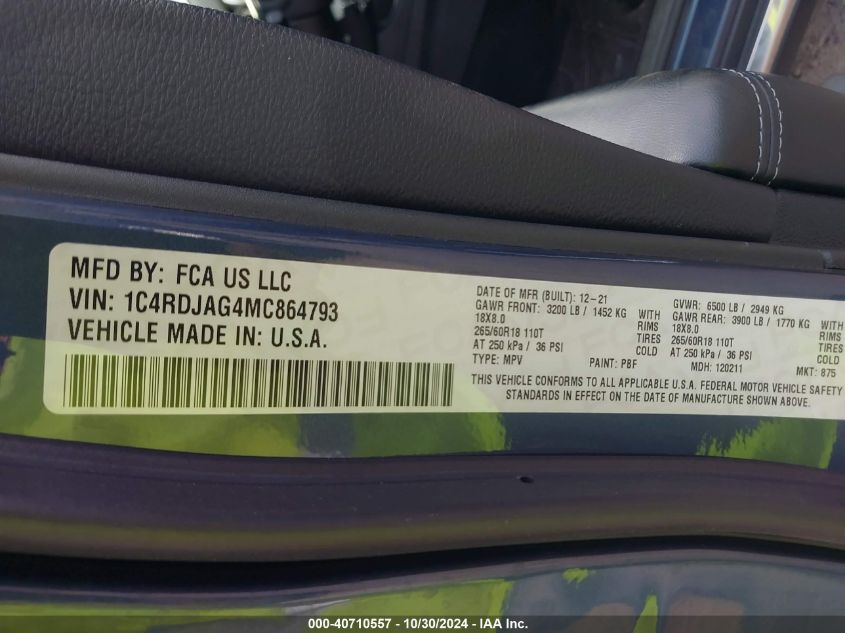 MFD BY: FCA US LLC
VIN: 1C4RDJAG4MC864793
VEHICLE MADE IN: U.S.A.
DATE OF MFR (BUILT): 12-21 GVWR: 6500 LB / 2949 KG
GAWR FRONT: 3200 LB / 1452 KG WITH GAWR REAR: 3900 LB / 1770 KG WITH
18X8.0 RIMS 18X8.0 RIMS
265/60R18 110T TIRES 265/60R18 110T TIRES
AT 250 kPa / 36 PSI COLD AT 250 kPa / 36 PSI COLD
TYPE: MPV PAINT: PBF MDH: 120211 MKT: 875
THIS VEHICLE CONFORMS TO ALL APPLICABLE U.S.A. FEDERAL MOTOR VEHICLE SAFETY
STANDARDS IN EFFECT ON THE DATE OF MANUFACTURE SHOWN ABOVE.
000-40710557 - 10/30/2024 - IAAI Inc.